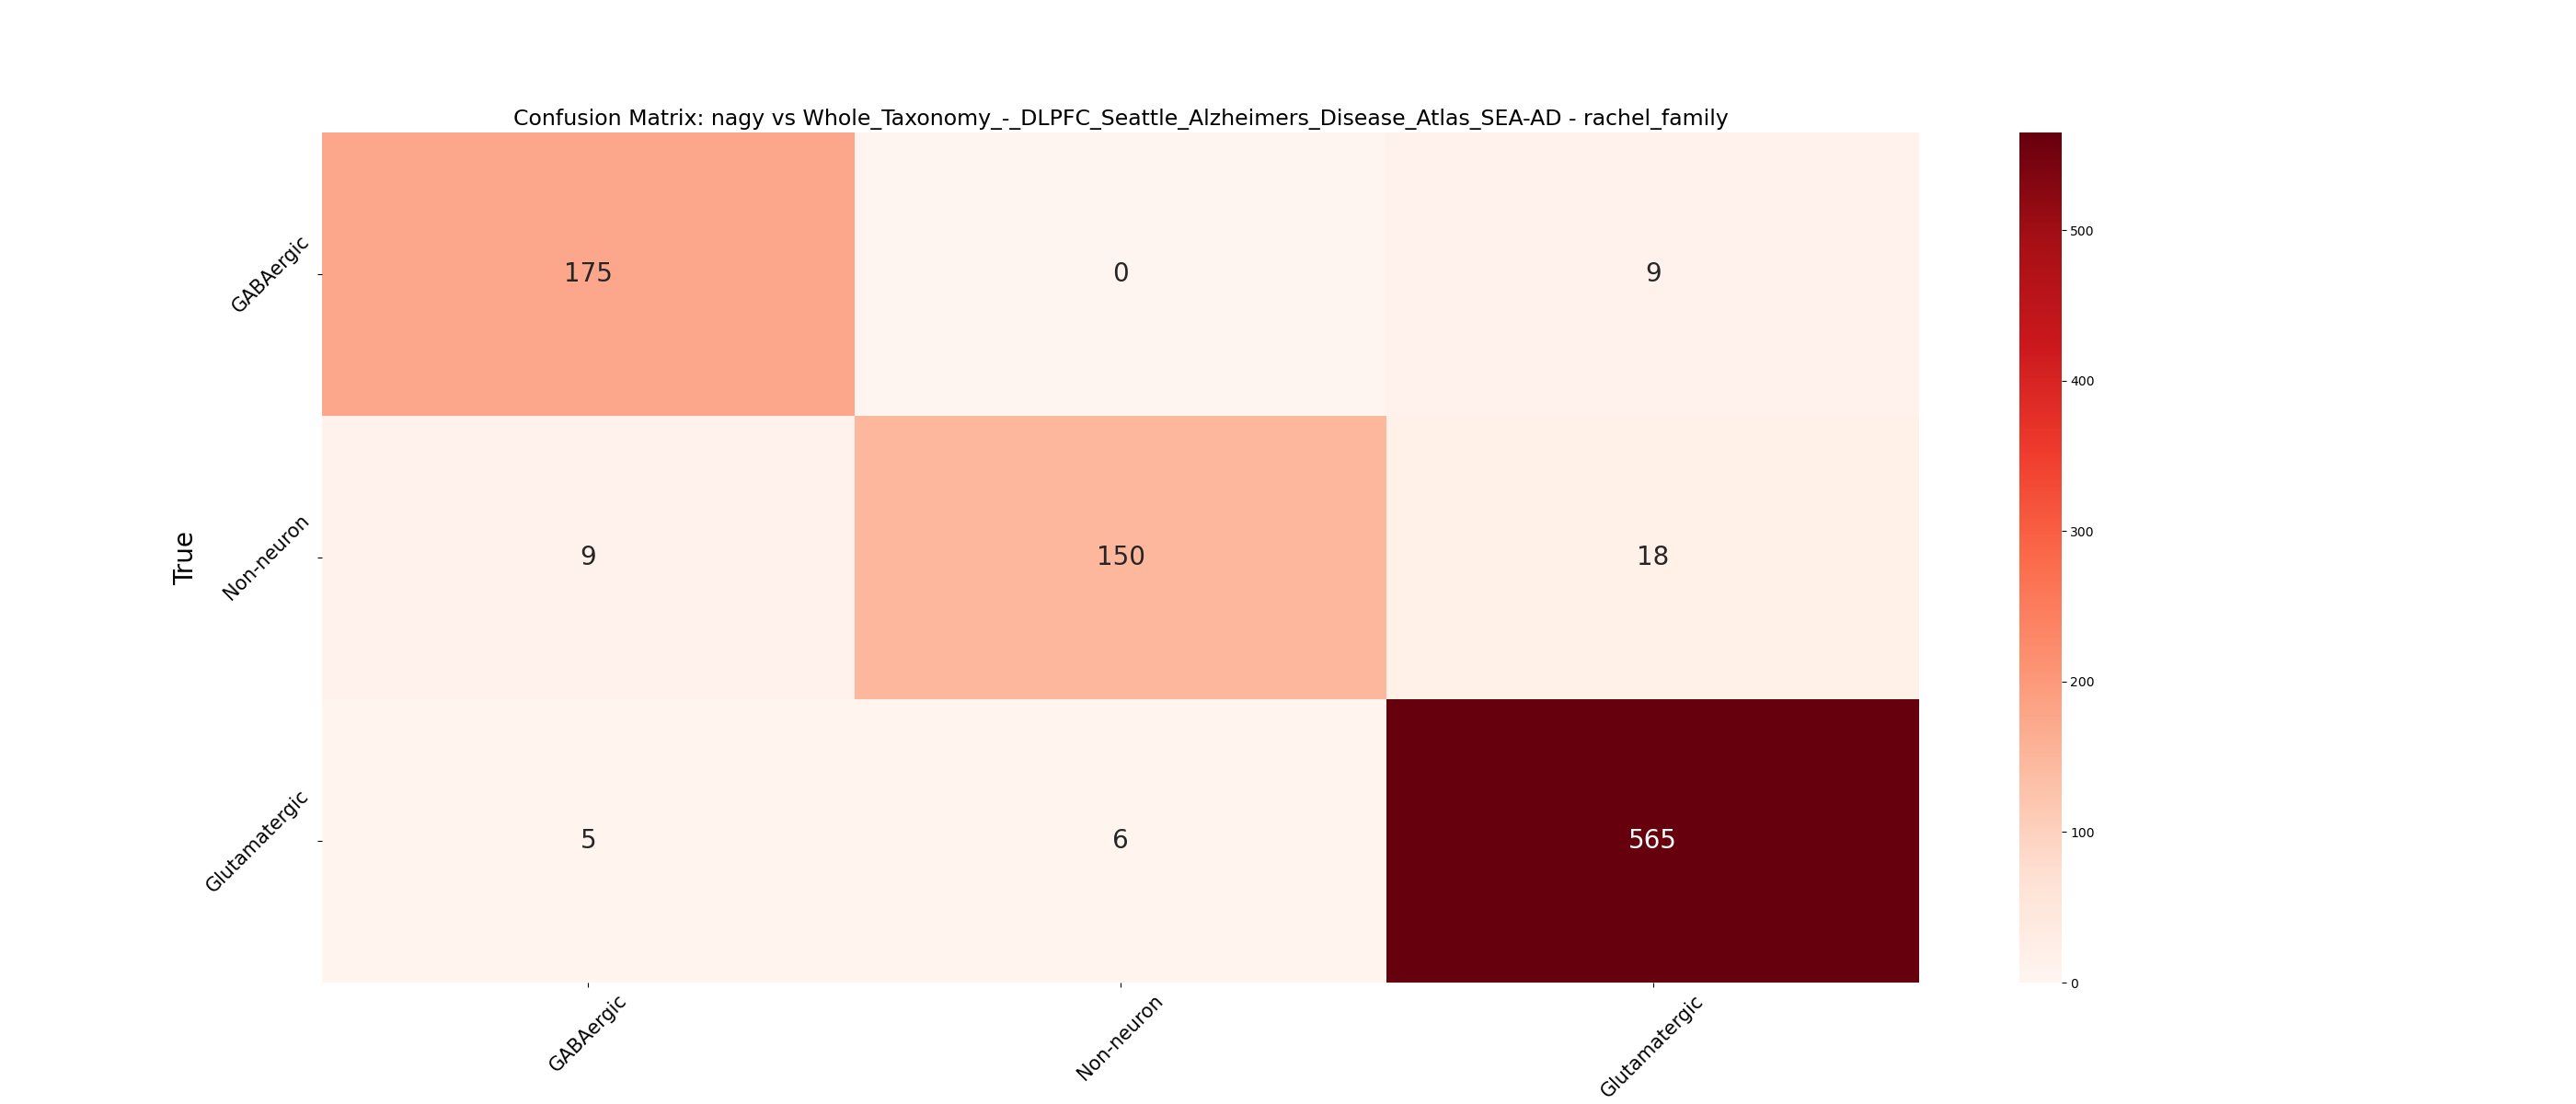 Confusion Matrix: nagy vs Whole_Taxonomy_-_DLPFC_Seattle_Alzheimers_Disease_Atlas_SEA-AD - rachel_family
True
GABAergic
175
0
9
Non-neuron
9
150
18
Glutamatergic
5
6
565
GABAergic
Non-neuron
Glutamatergic
500
400
300
200
100
0